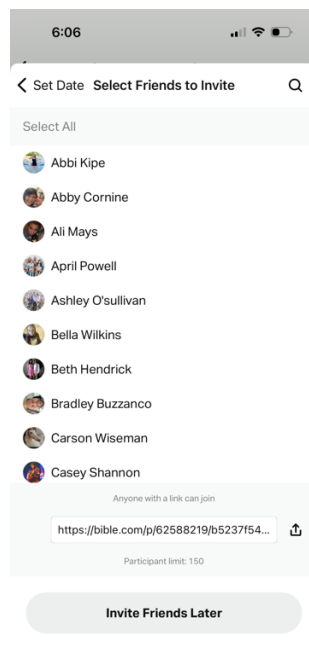 6:06
Set Date Select Friends to Invite
Select All
Abbi Kipe
Abby Cornine
Ali Mays
April Powell
Ashley O'sullivan
Bella Wilkins
Beth Hendrick
Bradley Buzzanco
Carson Wiseman
Casey Shannon
Anyone with a link can join
https://bible.com/p/62588219/b5237f54...
Participant limit: 150
Invite Friends Later